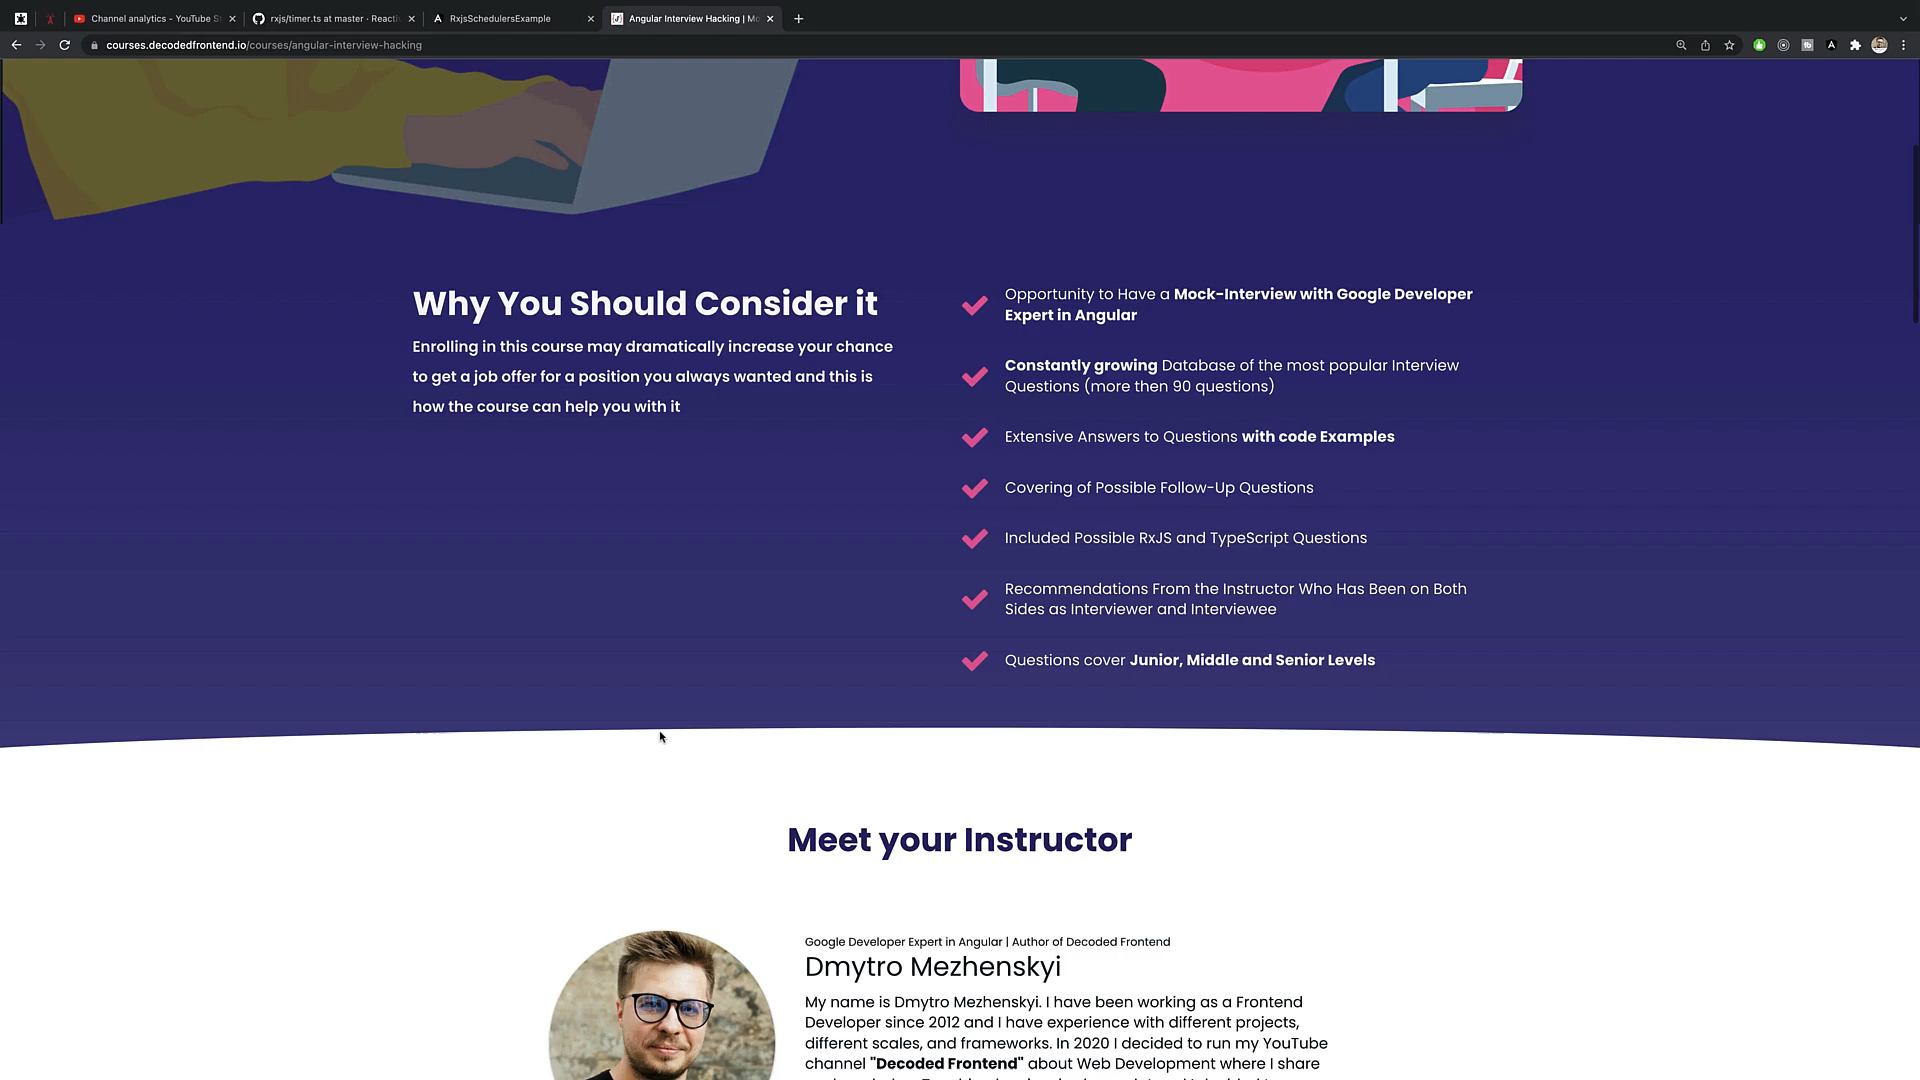 Channel analytics - YouTube St
rxjs/timer.ts at master · Reacti
RxjsSchedulersExample
Angular Interview Hacking | Mo
courses.decodedfrontend.io/courses/angular-interview-hacking
Why You Should Consider it
Enrolling in this course may dramatically increase your chance
to get a job offer for a position you always wanted and this is
how the course can help you with it
Opportunity to Have a Mock-Interview with Google Developer
Expert in Angular
Constantly growing Database of the most popular Interview
Questions (more then 90 questions)
Extensive Answers to Questions with code Examples
Covering of Possible Follow-Up Questions
Included Possible RxJS and TypeScript Questions
Recommendations From the Instructor Who Has Been on Both
Sides as Interviewer and Interviewee
Questions cover Junior, Middle and Senior Levels
Meet your Instructor
Google Developer Expert in Angular | Author of Decoded Frontend
Dmytro Mezhenskyi
My name is Dmytro Mezhenskyi. I have been working as a Frontend
Developer since 2012 and I have experience with different projects,
different scales, and frameworks. In 2020 I decided to run my YouTube
channel "Decoded Frontend" about Web Development where I share